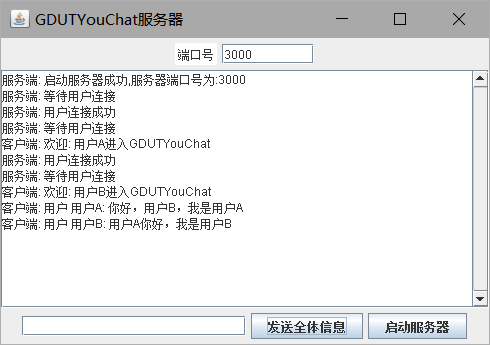 GDUTYouChat服务器
端口号 3000
服务端: 启动服务器成功,服务器端口号为:3000
服务端: 等待用户连接
服务端: 用户连接成功
服务端: 等待用户连接
客户端: 欢迎: 用户A进入GDUTYouChat
服务端: 用户连接成功
服务端: 等待用户连接
客户端: 欢迎: 用户B进入GDUTYouChat
客户端: 用户 用户A: 你好，用户B，我是用户A
客户端: 用户 用户B: 用户A你好，我是用户B
发送全体信息 启动服务器